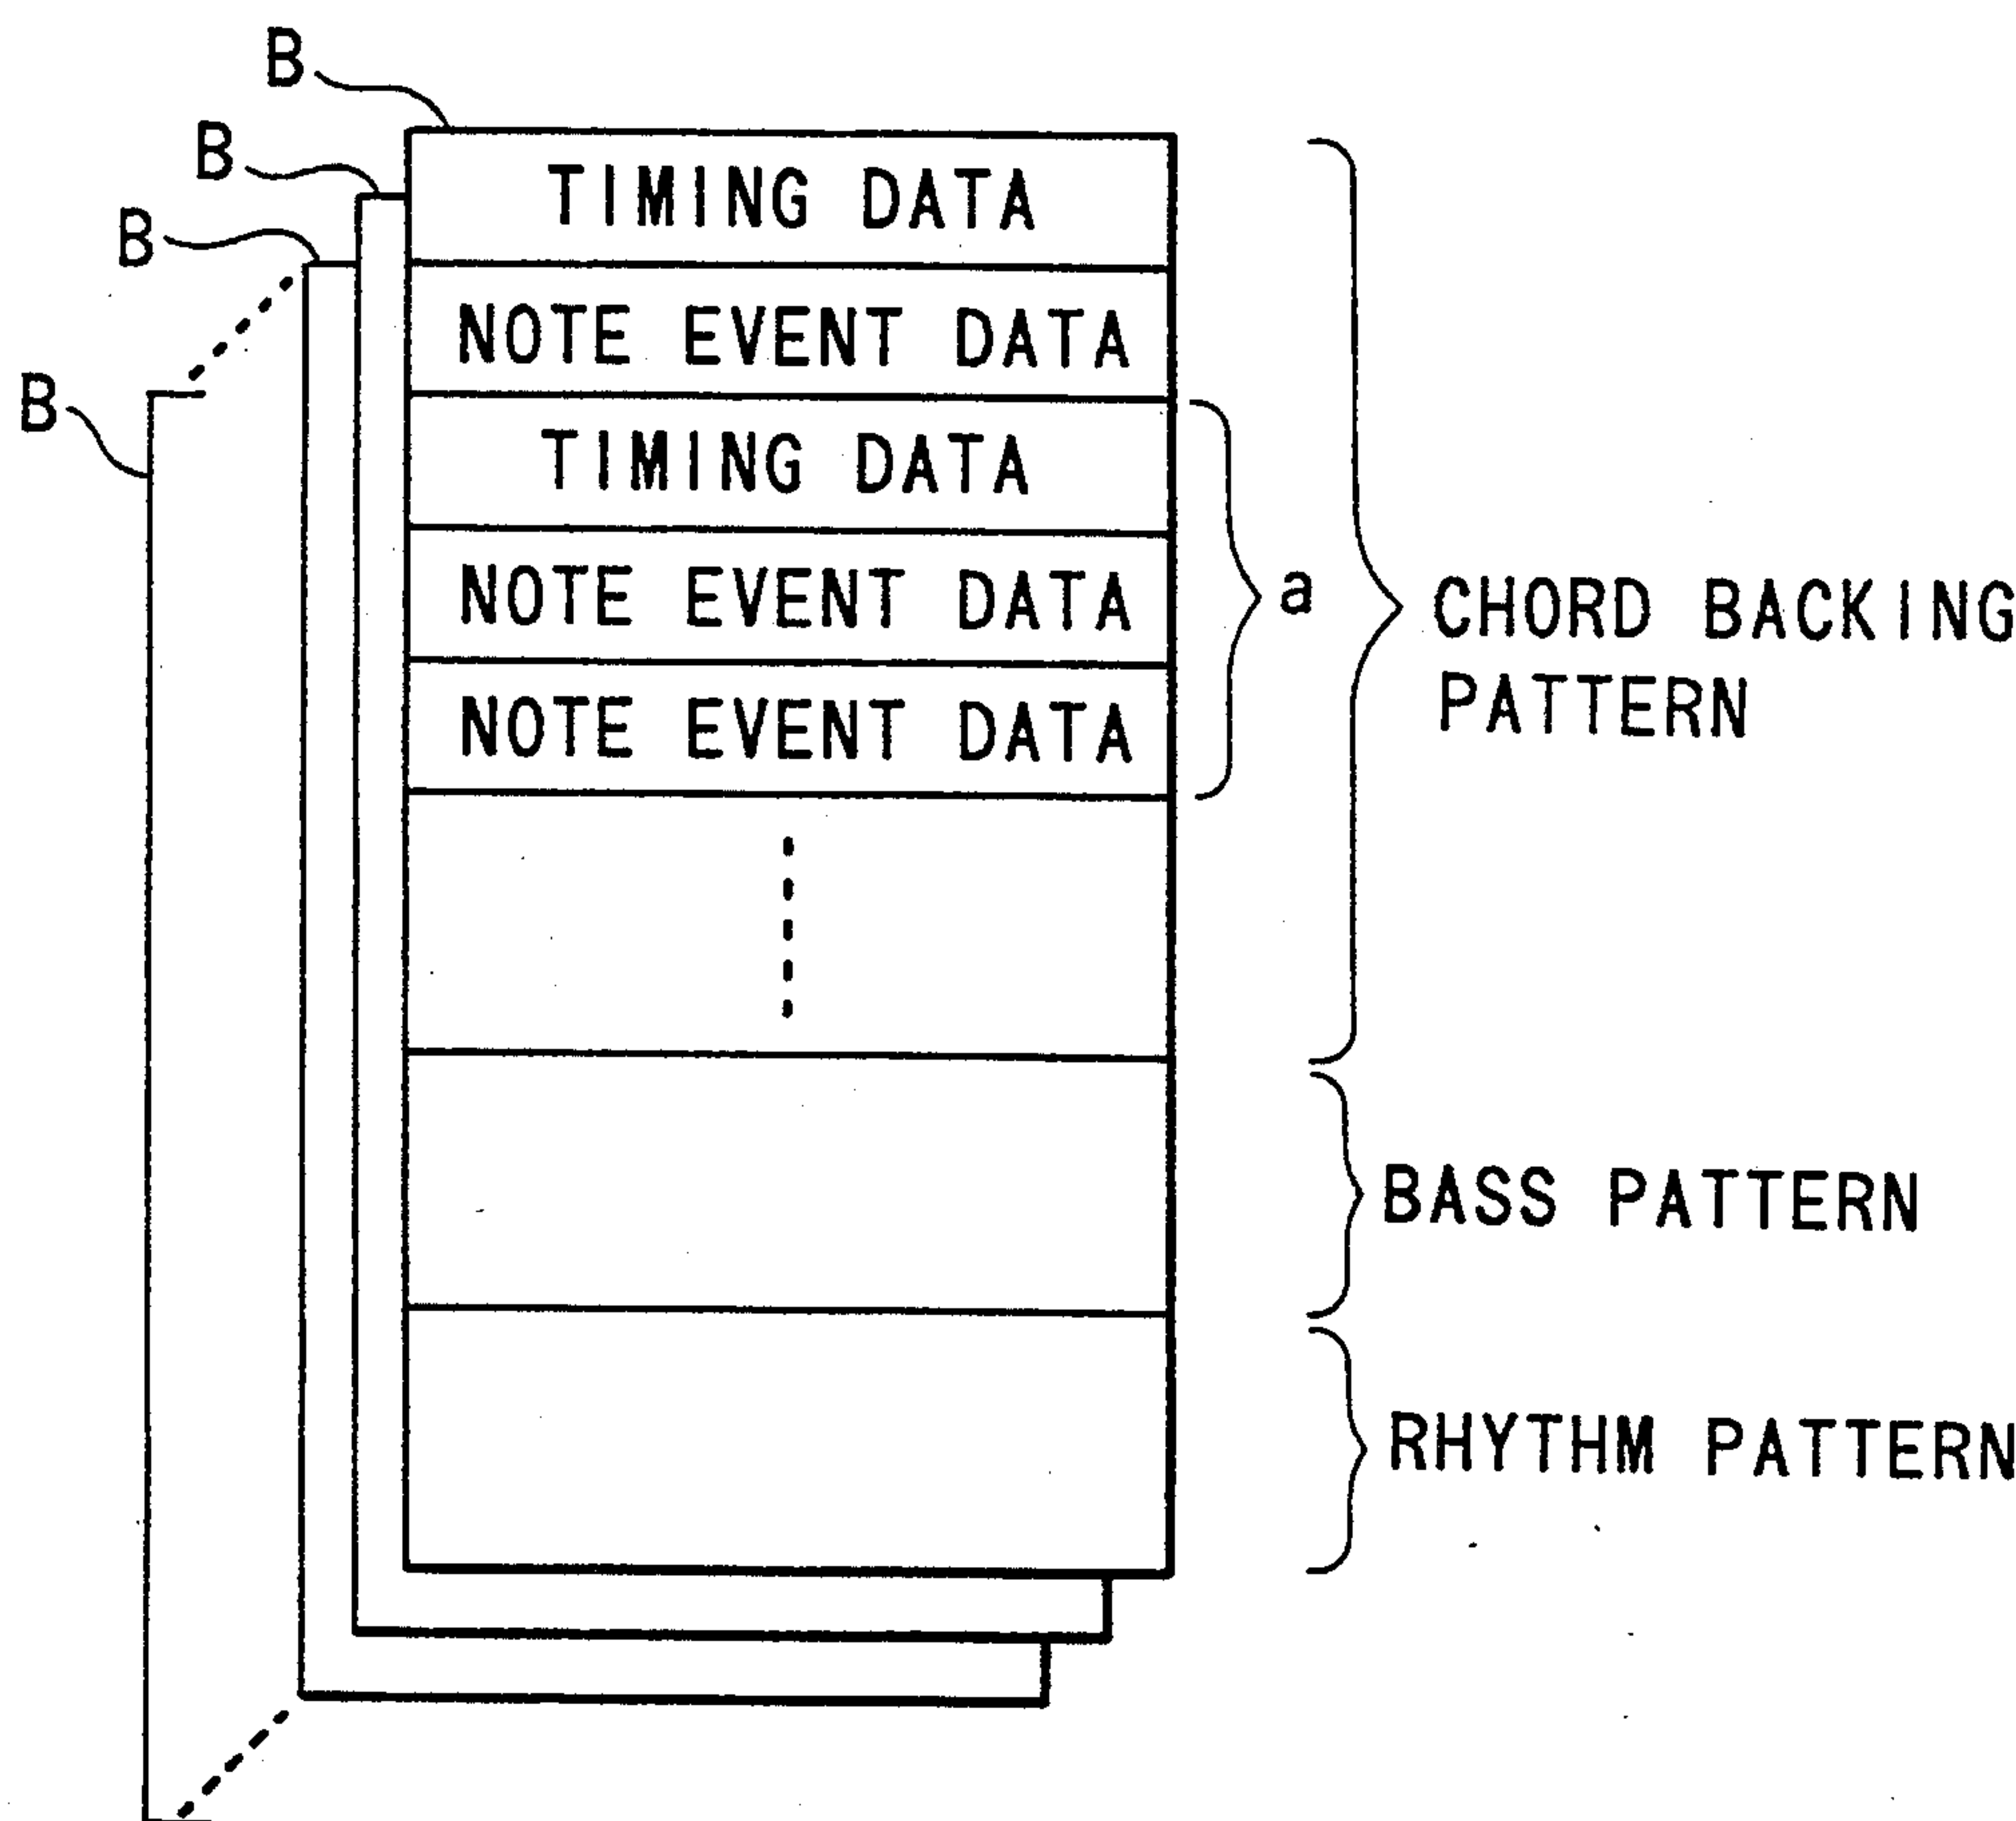 B
B
B
B
TIMING DATA
NOTE EVENT DATA
TIMING DATA
NOTE EVENT DATA
NOTE EVENT DATA
a
CHORD BACKING
PATTERN
BASS PATTERN
RHYTHM PATTERN